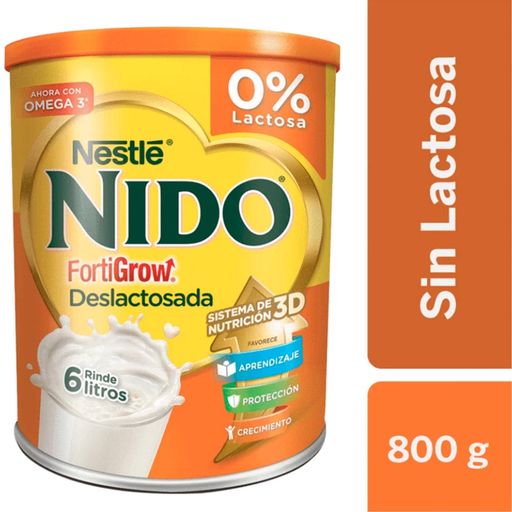 AHORA CON
OMEGA 3*
0%
Lactosa
Nestlé®
NIDO®
FortiGrow®
Deslactosada
SISTEMA DE
NUTRICIÓN 3D
FAVORECE
APRENDIZAJE
PROTECCIÓN
CRECIMIENTO
Rinde
6 litros
Sin Lactosa
800 g